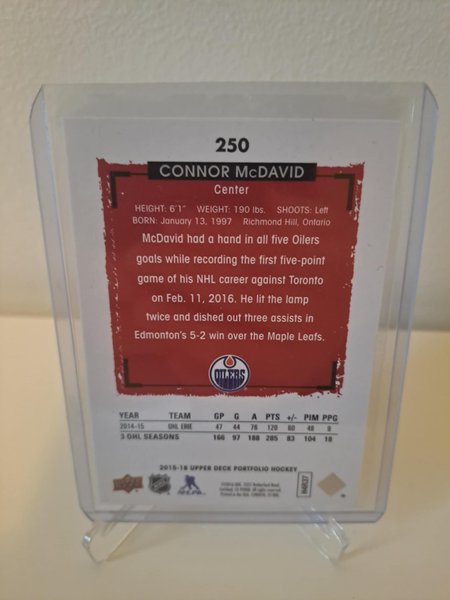 250
CONNOR McDAVID
Center
HEIGHT: 6'1" WEIGHT: 190 lbs. SHOOTS: Left
BORN: January 13, 1997 Richmond Hill, Ontario
McDavid had a hand in all five Oilers
goals while recording the first five-point
game of his NHL career against Toronto
on Feb. 11, 2016. He lit the lamp
twice and dished out three assists in
Edmonton's 5-2 win over the Maple Leafs.
OILERS
YEAR TEAM GP G A PTS +/- PIM PPG
2014-15 OHL ERIE 47 44 76 120 60 48 9
3 OHL SEASONS 166 97 188 285 83 104 18
2015-16 UPPER DECK PORTFOLIO HOCKEY
NHLPA